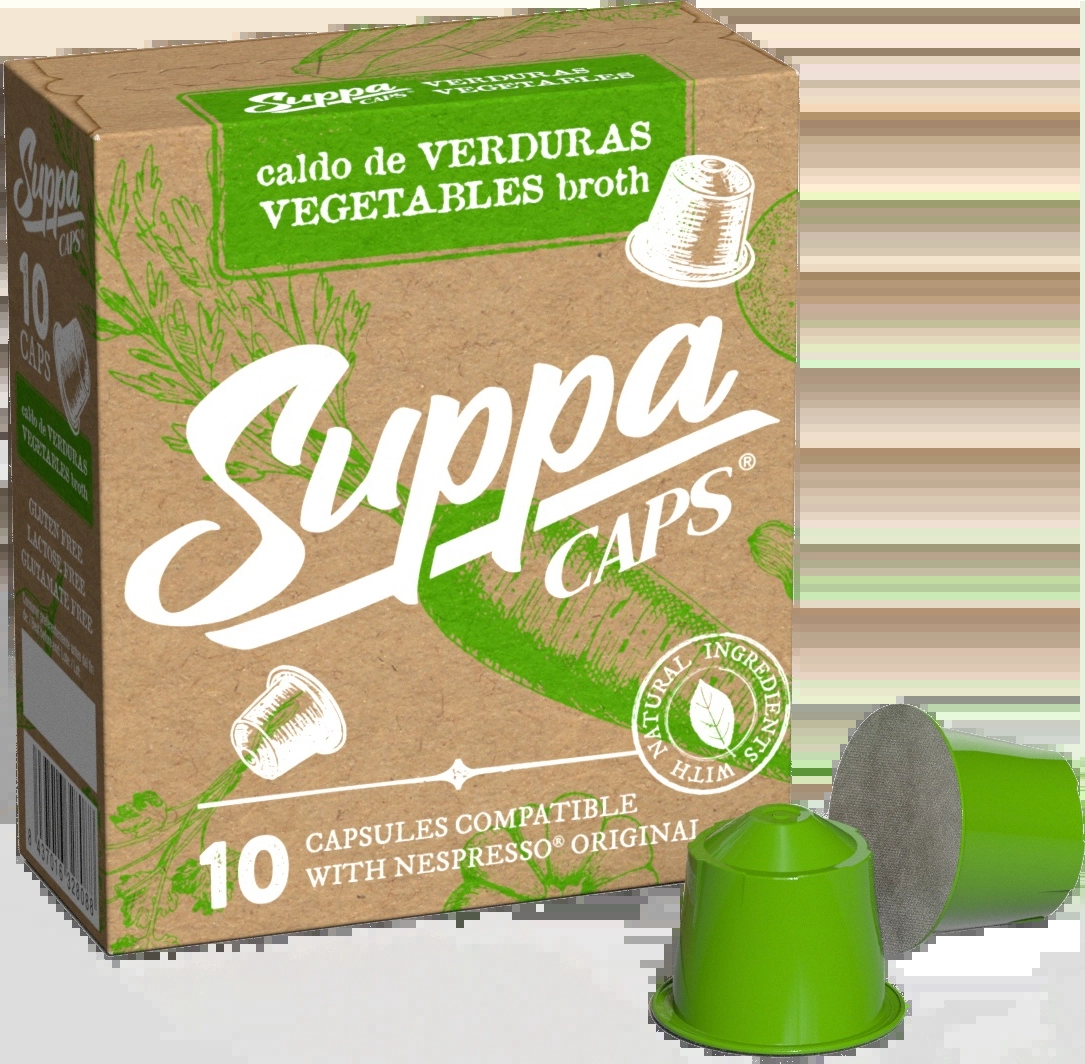 Suppa CAPS® VERDURAS
VEGETABLES
caldo de VERDURAS
VEGETABLES broth
Suppa
CAPS®
NATURAL INGREDIENTS
WITH
10 CAPSULES COMPATIBLE
WITH NESPRESSO® ORIGINAL
Suppa
CAPS
10
CAPS
caldo de VERDURAS
VEGETABLES broth
GLUTEN FREE
LACTOSE FREE
GLUTAMATE FREE